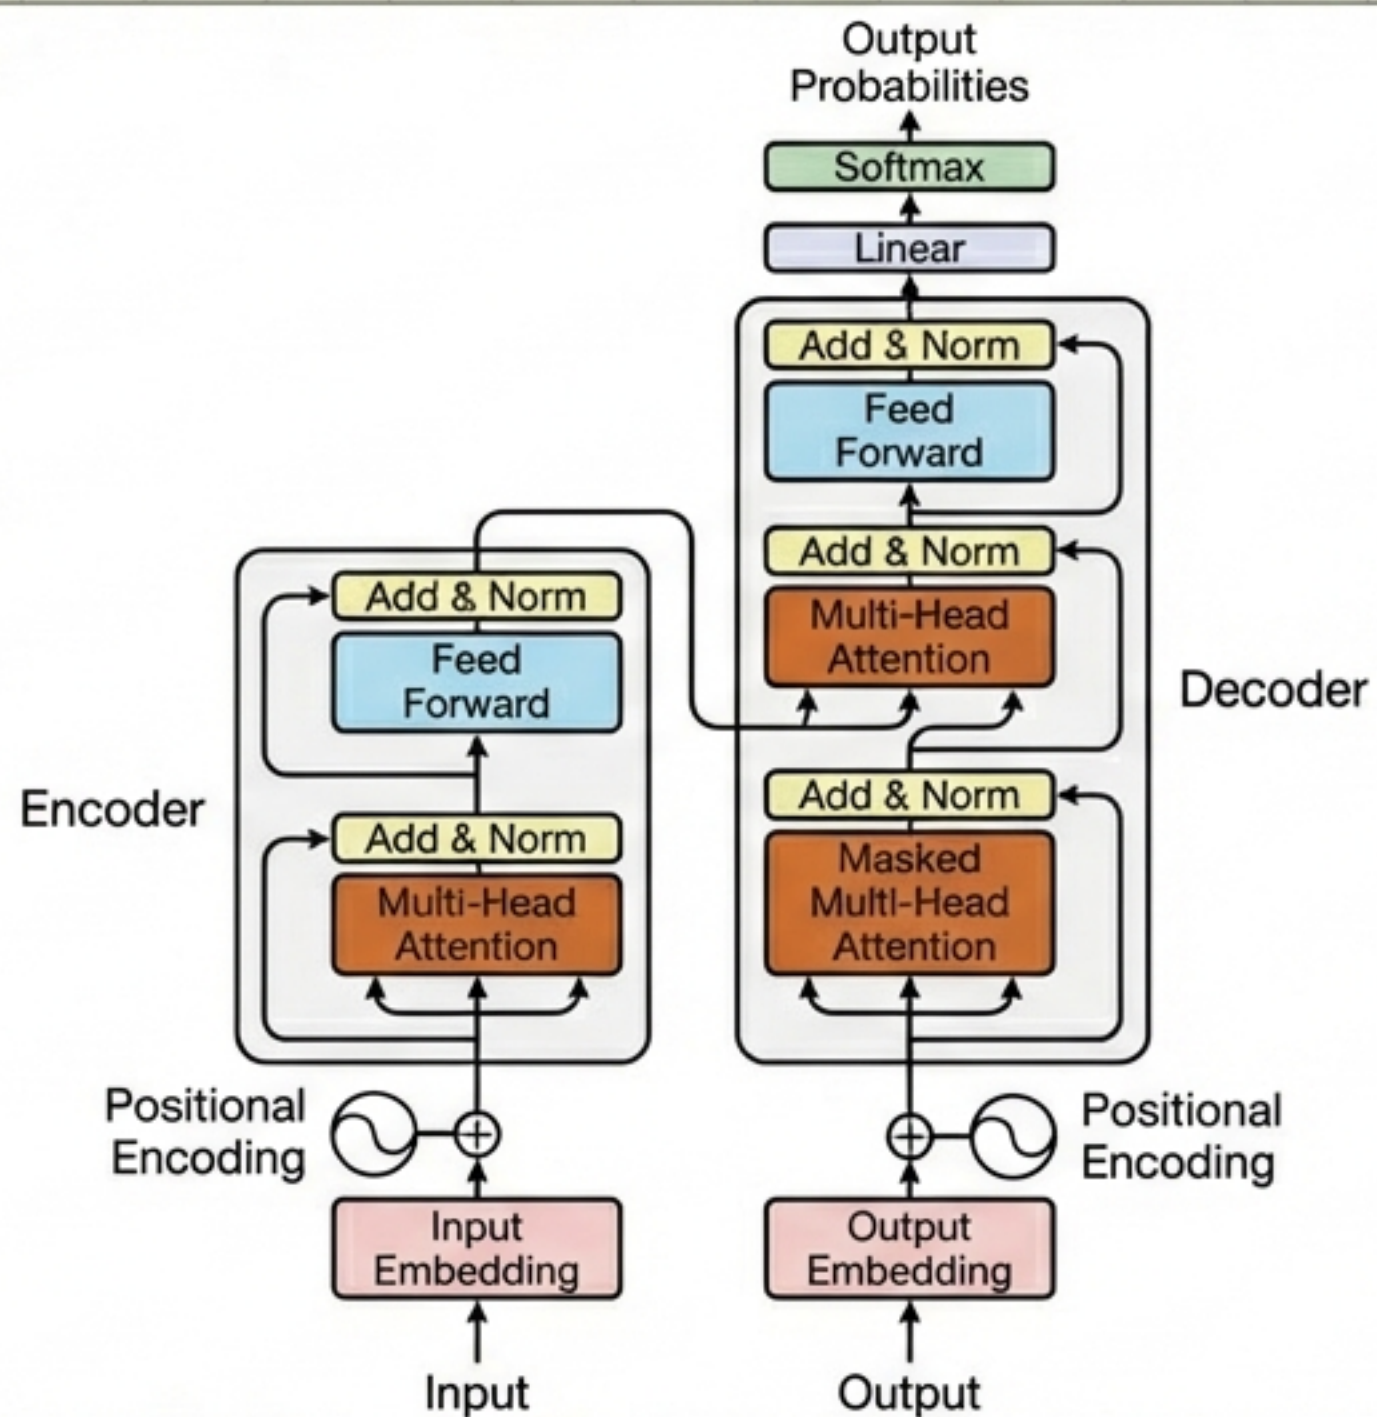 Output
Probabilities
Softmax
Linear
Add & Norm
Feed
Forward
Add & Norm
Multi-Head
Attention
Decoder
Add & Norm
Masked
Multl-Head
Attention
Add & Norm
Feed
Forward
Encoder
Add & Norm
Multi-Head
Attention
Positional
Encoding
Positional
Encoding
Input
Embedding
Output
Embedding
Input
Output